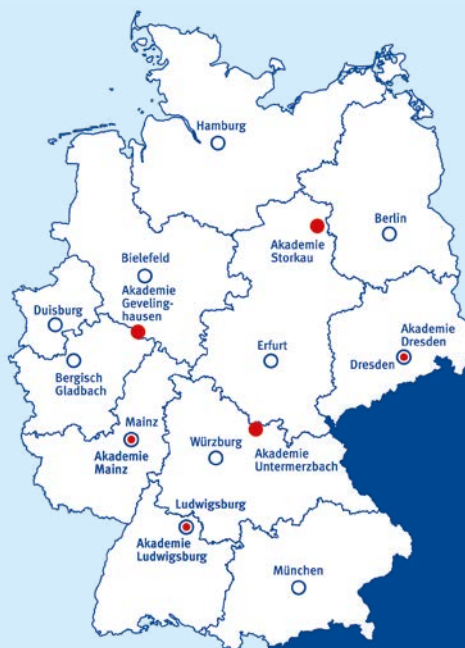 Hamburg
Berlin
Akademie
Storkau
Bielefeld
Akademie
Geveling-
hausen
Duisburg
Bergisch
Gladbach
Erfurt
Akademie
Dresden
Dresden
Mainz
Akademie
Mainz
Würzburg
Akademie
Untermerzbach
Ludwigsburg
Akademie
Ludwigsburg
München